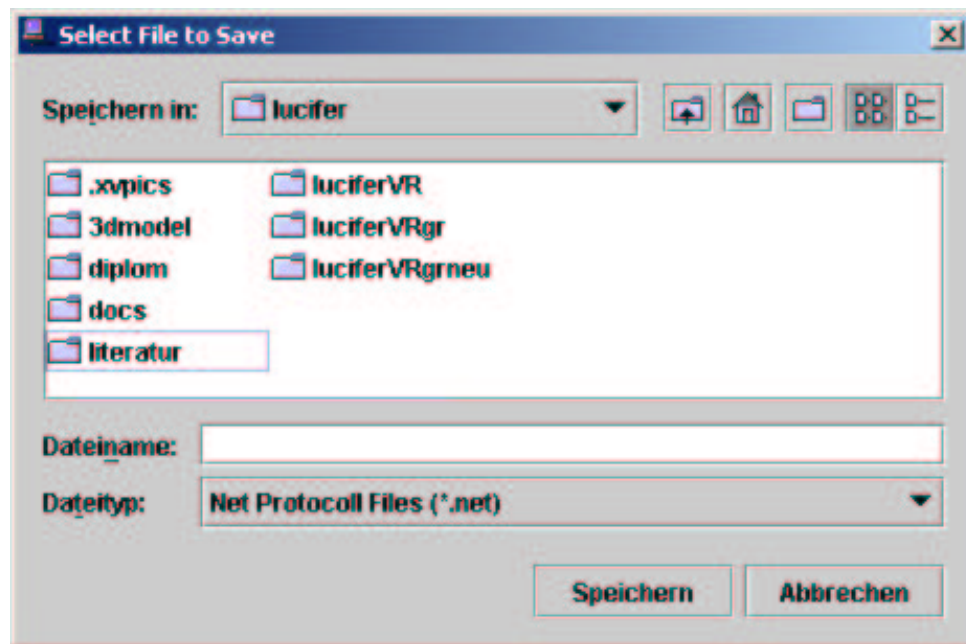 Select File to Save
Speichern in: lucifer
.xvpics
3dmodel
diplom
docs
literatur
luciferVR
luciferVRgr
luciferVRgrneu
Dateiname:
Dateityp: Net Protocoll Files (*.net)
Speichern Abbrechen